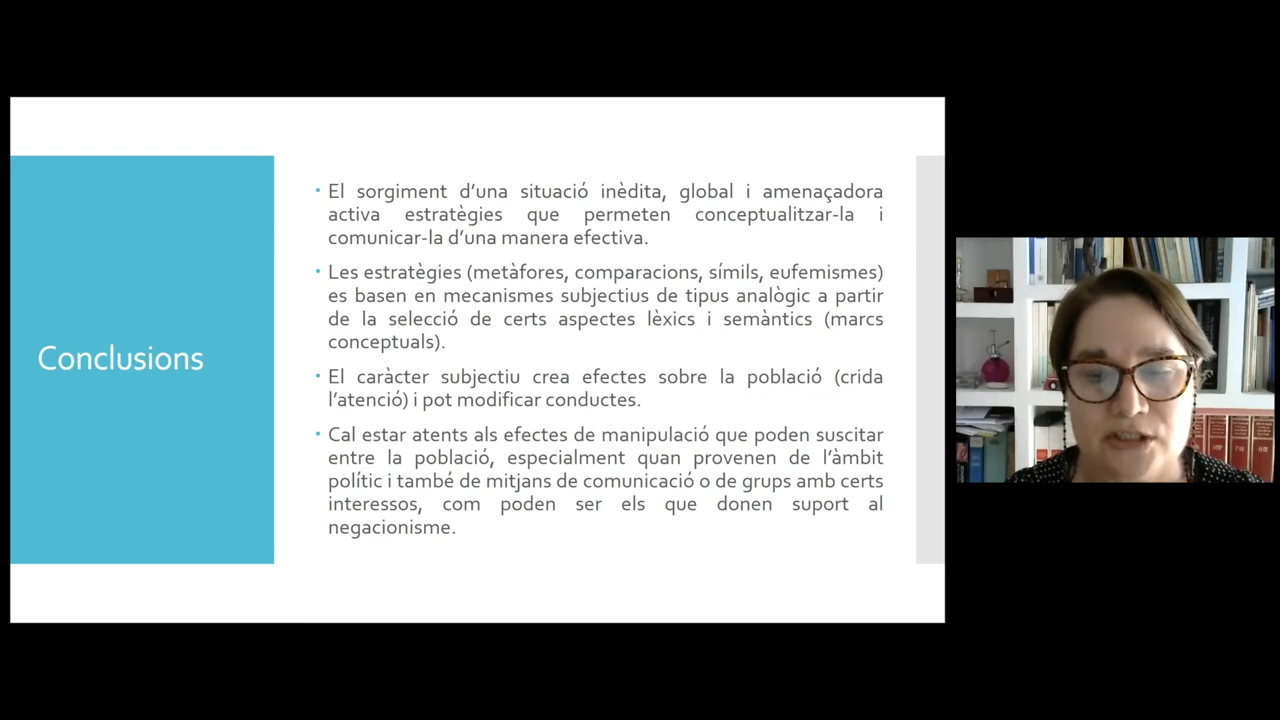 Conclusions
El sorgiment d'una situació inèdita, global i amenaçadora
activa estratègies que permeten conceptualitzar-la i
comunicar-la d'una manera efectiva.
Les estratègies (metàfores, comparacions, símils, eufemismes)
es basen en mecanismes subjectius de tipus analògic a partir
de la selecció de certs aspectes lèxics i semàntics (marcs
conceptuals).
El caràcter subjectiu crea efectes sobre la població (crida
l'atenció) i pot modificar conductes.
Cal estar atents als efectes de manipulació que poden suscitar
entre la població, especialment quan provenen de l'àmbit
polític i també de mitjans de comunicació o de grups amb certs
interessos, com poden ser els que donen suport al
negacionisme.